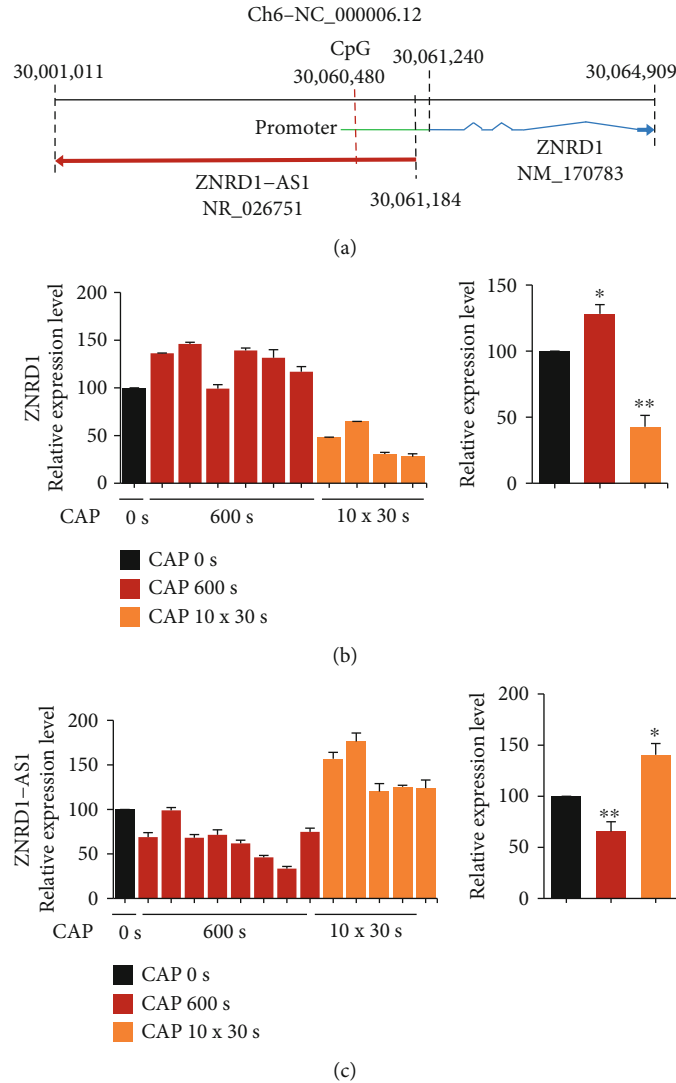 Ch6–NC_000006.12
CpG
30,001,011
30,060,480
30,061,240
30,064,909
Promoter
ZNRD1
NM_170783
ZNRD1–AS1
NR_026751
30,061,184
(a)
ZNRD1
Relative expression level
200
150
100
50
0
CAP
0 s
600 s
10 x 30 s
Relative expression level
150
100
50
0
*
**
CAP 0 s
CAP 600 s
CAP 10 x 30 s
(b)
ZNRD1–AS1
Relative expression level
200
150
100
50
0
CAP
0 s
600 s
10 x 30 s
Relative expression level
200
150
100
50
0
**
*
CAP 0 s
CAP 600 s
CAP 10 x 30 s
(c)